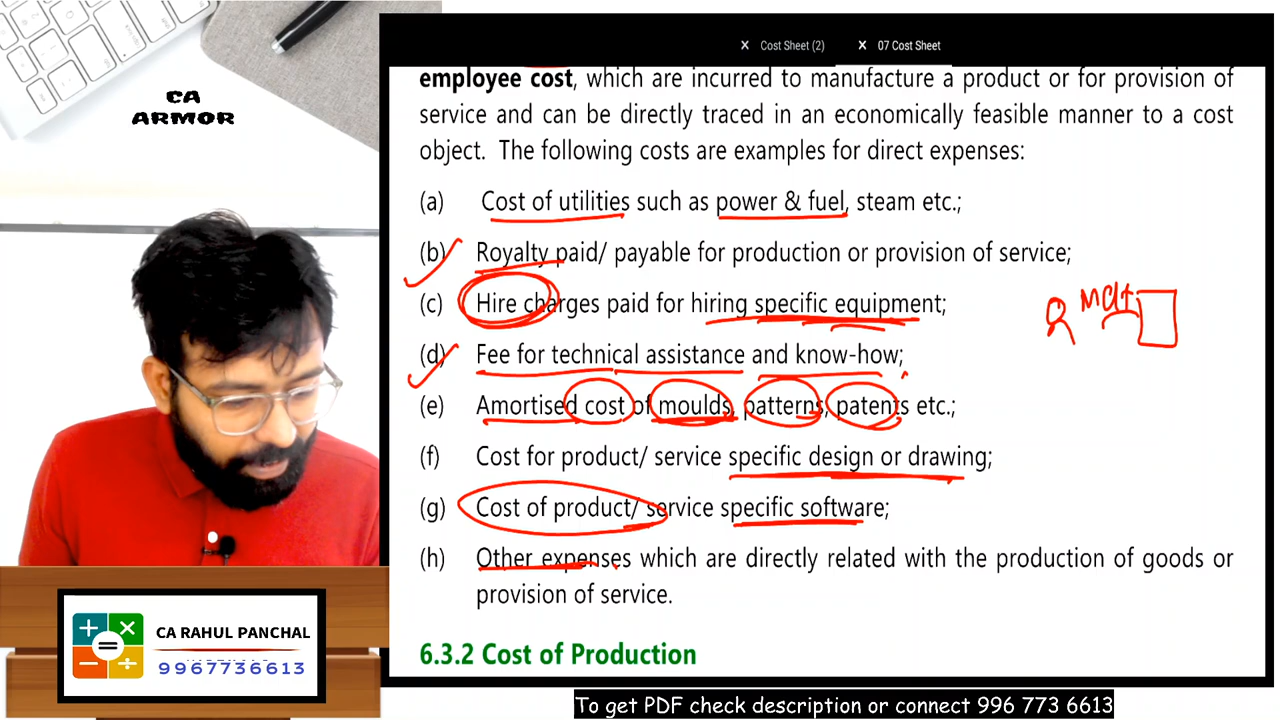 CA
ARMOR
Cost Sheet (2)
07 Cost Sheet
employee cost, which are incurred to manufacture a product or for provision of
service and can be directly traced in an economically feasible manner to a cost
object. The following costs are examples for direct expenses:
(a) Cost of utilities such as power & fuel, steam etc.;
(b) Royalty paid/ payable for production or provision of service;
(c) Hire charges paid for hiring specific equipment;
(d) Fee for technical assistance and know-how;
(e) Amortised cost of moulds, patterns, patents etc.;
(f) Cost for product/ service specific design or drawing;
(g) Cost of product/ service specific software;
(h) Other expenses which are directly related with the production of goods or
provision of service.
6.3.2 Cost of Production
CA RAHUL PANCHAL
9967736613
To get PDF check description or connect 996 773 6613